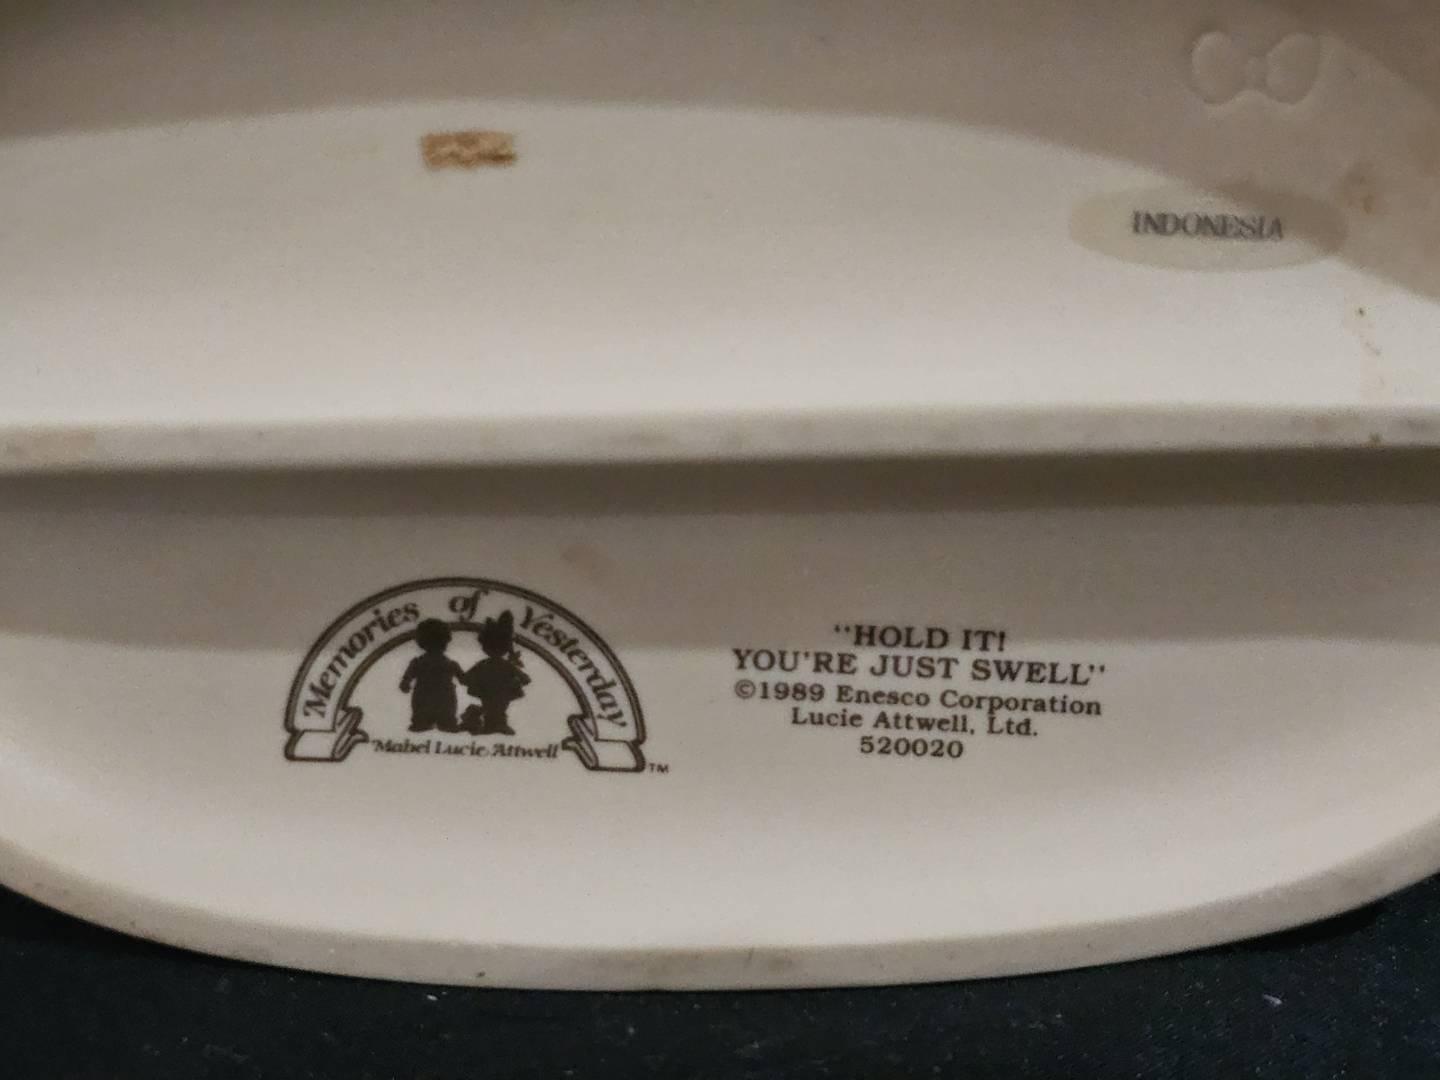 INDONESIA
Memories of Yesterday
Mabel Lucie Attwell
TM
"HOLD IT!
YOU'RE JUST SWELL"
©1989 Enesco Corporation
Lucie Attwell, Ltd.
520020